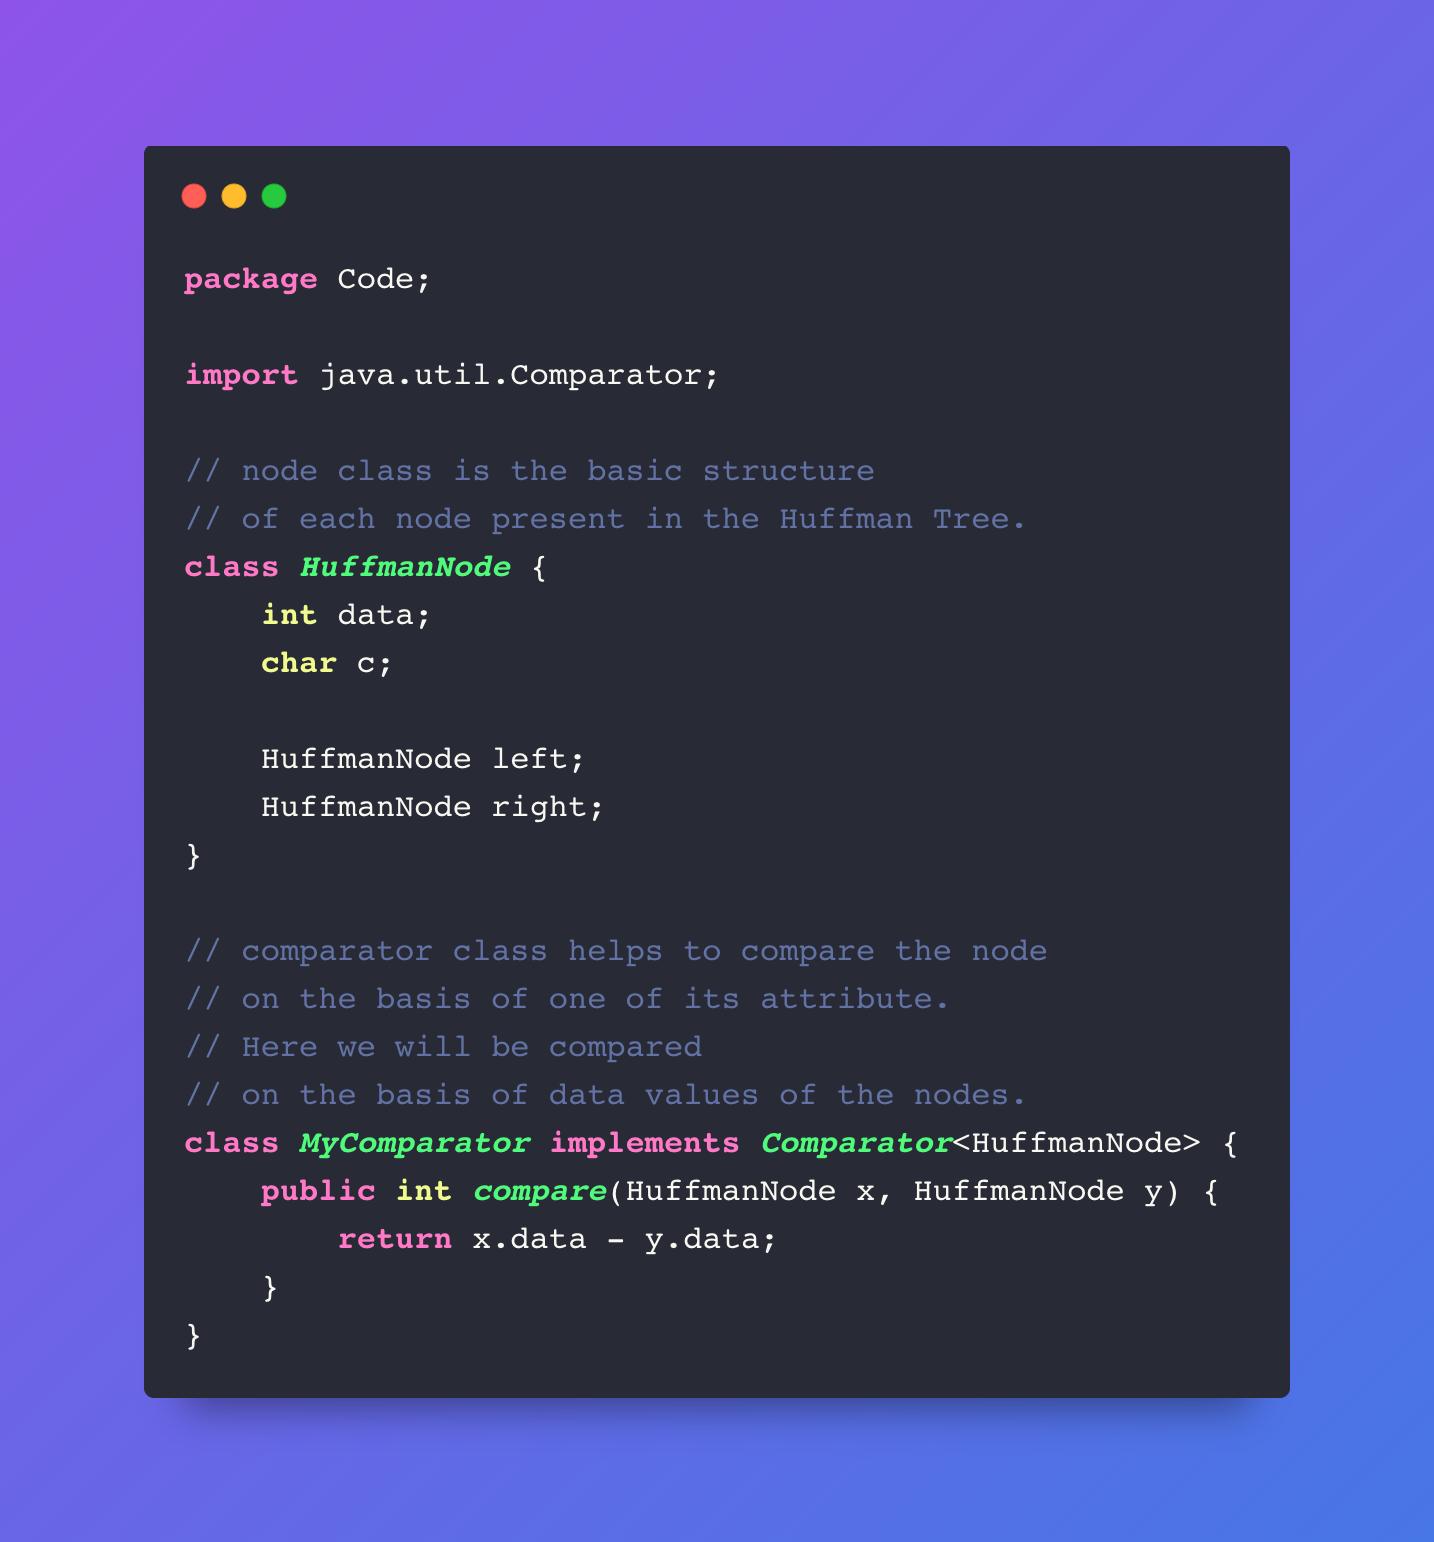 package Code;
import java.util.Comparator;
// node class is the basic structure
// of each node present in the Huffman Tree.
class HuffmanNode {
    int data;
    char c;
    HuffmanNode left;
    HuffmanNode right;
}
// comparator class helps to compare the node
// on the basis of one of its attribute.
// Here we will be compared
// on the basis of data values of the nodes.
class MyComparator implements Comparator<HuffmanNode> {
    public int compare(HuffmanNode x, HuffmanNode y) {
        return x.data - y.data;
    }
}